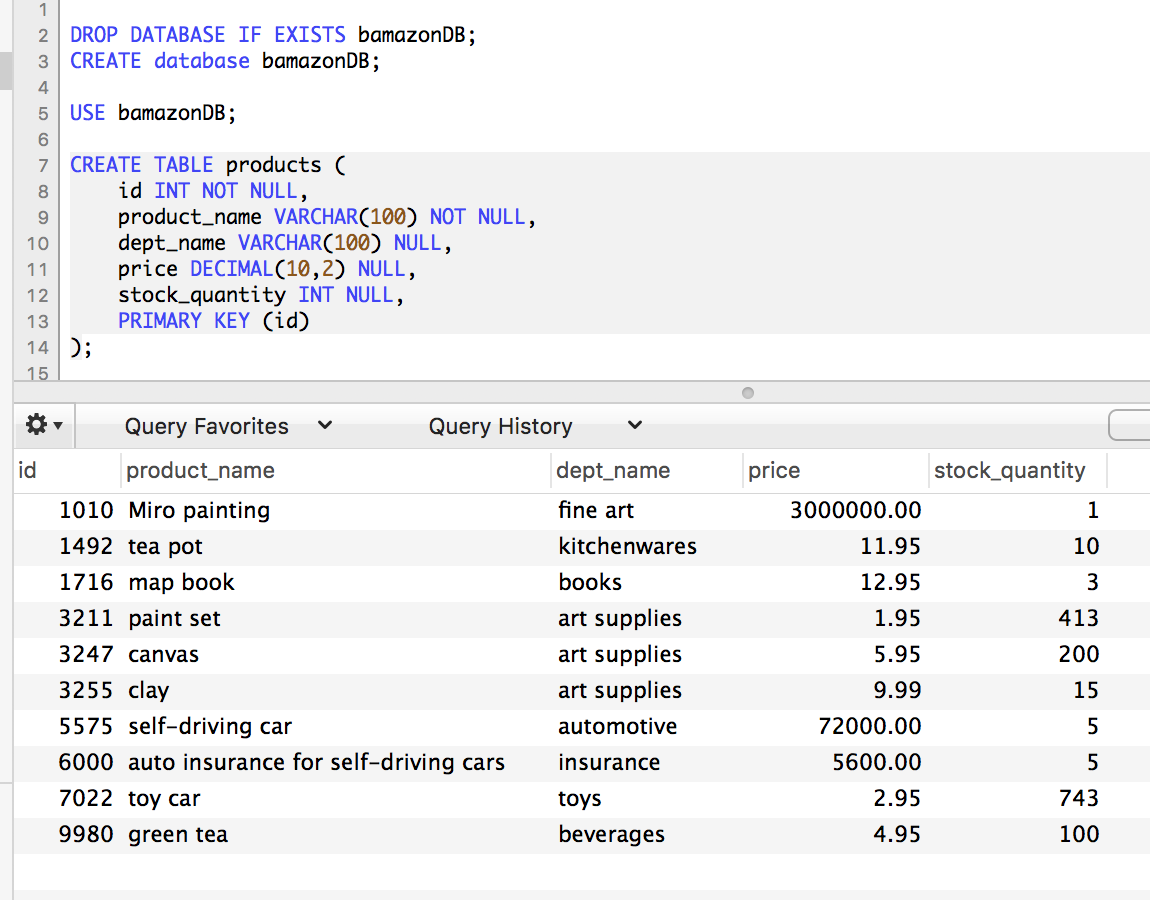 1
2 DROP DATABASE IF EXISTS bamazonDB;
3 CREATE database bamazonDB;
4
5 USE bamazonDB;
6
7 CREATE TABLE products (
8 id INT NOT NULL,
9 product_name VARCHAR(100) NOT NULL,
10 dept_name VARCHAR(100) NULL,
11 price DECIMAL(10,2) NULL,
12 stock_quantity INT NULL,
13 PRIMARY KEY (id)
14 );
15
Query Favorites Query History
id product_name dept_name price stock_quantity
1010 Miro painting fine art 3000000.00 1
1492 tea pot kitchenwares 11.95 10
1716 map book books 12.95 3
3211 paint set art supplies 1.95 413
3247 canvas art supplies 5.95 200
3255 clay art supplies 9.99 15
5575 self-driving car automotive 72000.00 5
6000 auto insurance for self-driving cars insurance 5600.00 5
7022 toy car toys 2.95 743
9980 green tea beverages 4.95 100